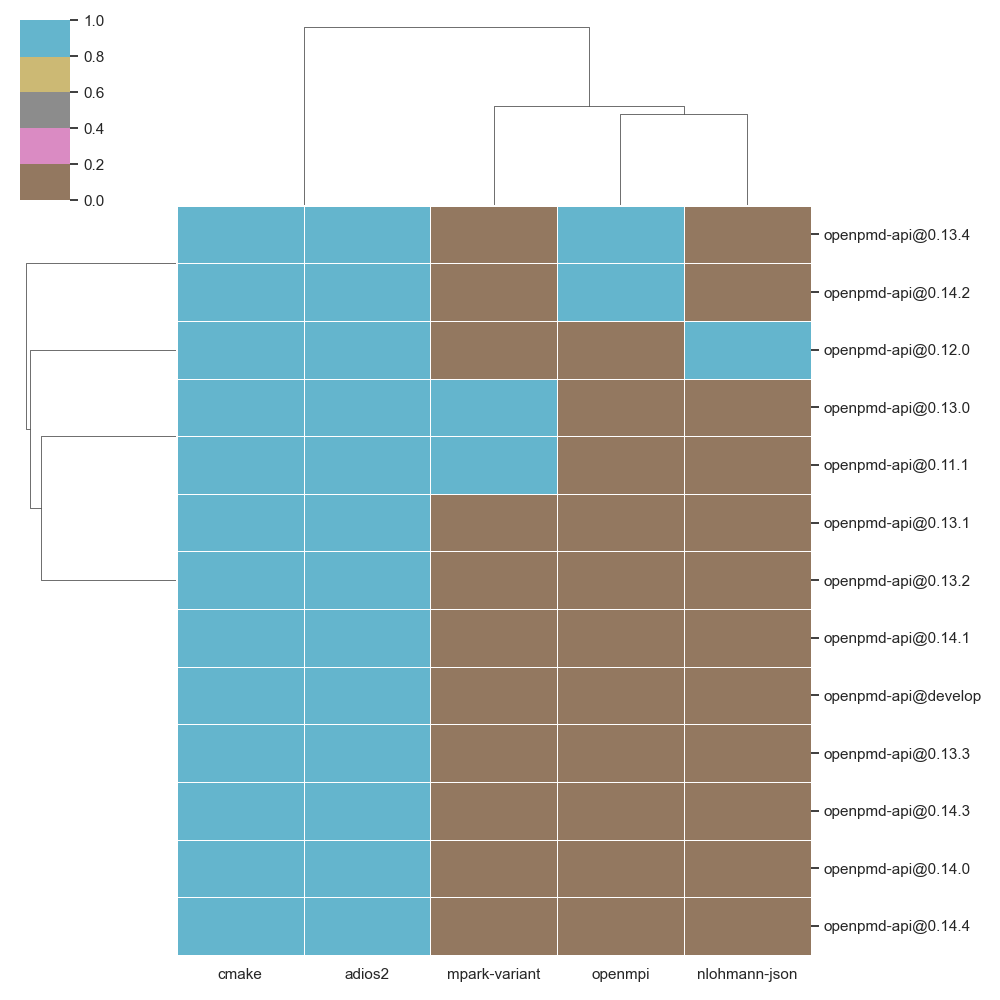 1.0
0.8
0.6
0.4
0.2
0.0
openpmd-api@0.13.4
openpmd-api@0.14.2
openpmd-api@0.12.0
openpmd-api@0.13.0
openpmd-api@0.11.1
openpmd-api@0.13.1
openpmd-api@0.13.2
openpmd-api@0.14.1
openpmd-api@develop
openpmd-api@0.13.3
openpmd-api@0.14.3
openpmd-api@0.14.0
openpmd-api@0.14.4
cmake adios2 mpark-variant openmpi nlohmann-json